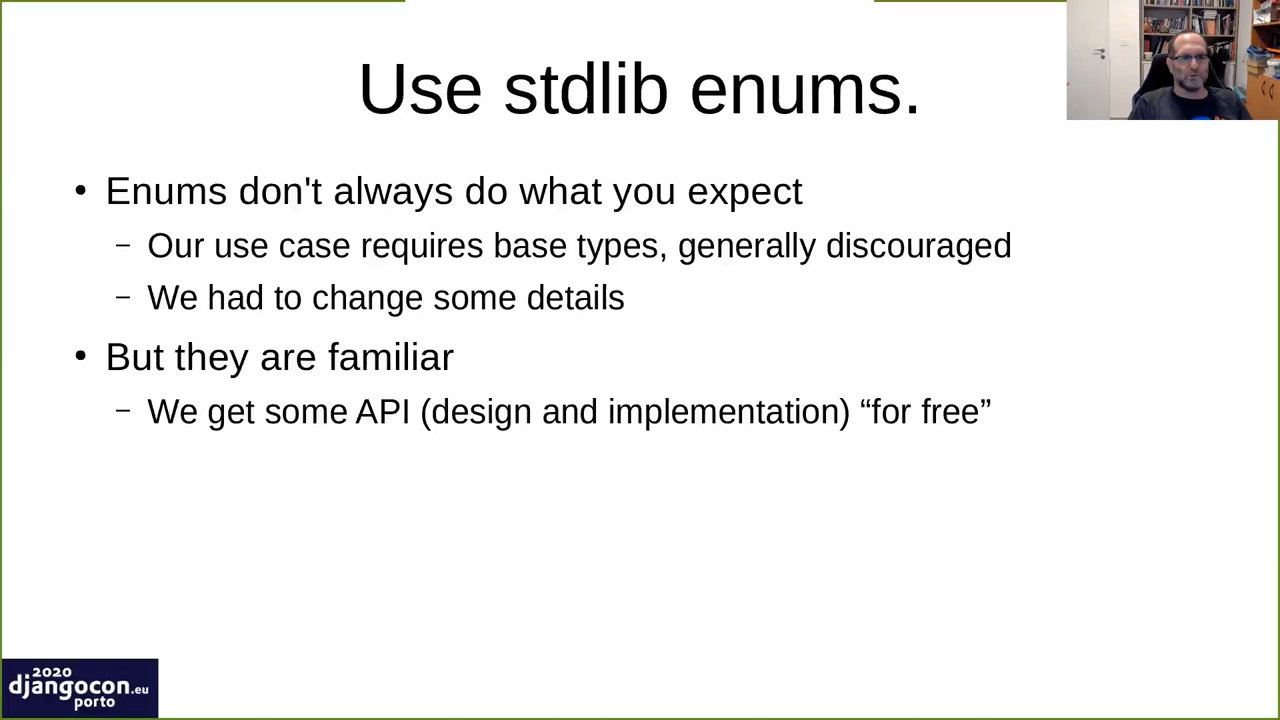 Use stdlib enums.
• Enums don't always do what you expect
– Our use case requires base types, generally discouraged
– We had to change some details
• But they are familiar
– We get some API (design and implementation) “for free”
2020
djangocon.eu
porto